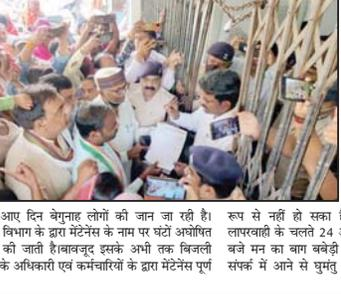 आए दिन बेगुनाह लोगों की जान जा रही है।
विभाग के द्वारा मेंटेनेंस के नाम पर घंटों अघोषित
की जाती है।बावजूद इसके अभी तक बिजली
के अधिकारी एवं कर्मचारियों के द्वारा मेंटेनेंस पूर्ण
रूप से नहीं हो सका
लापरवाही के चलते 24
बजे मन का बाग बबेड़ी
संपर्क में आने से घुमंतु